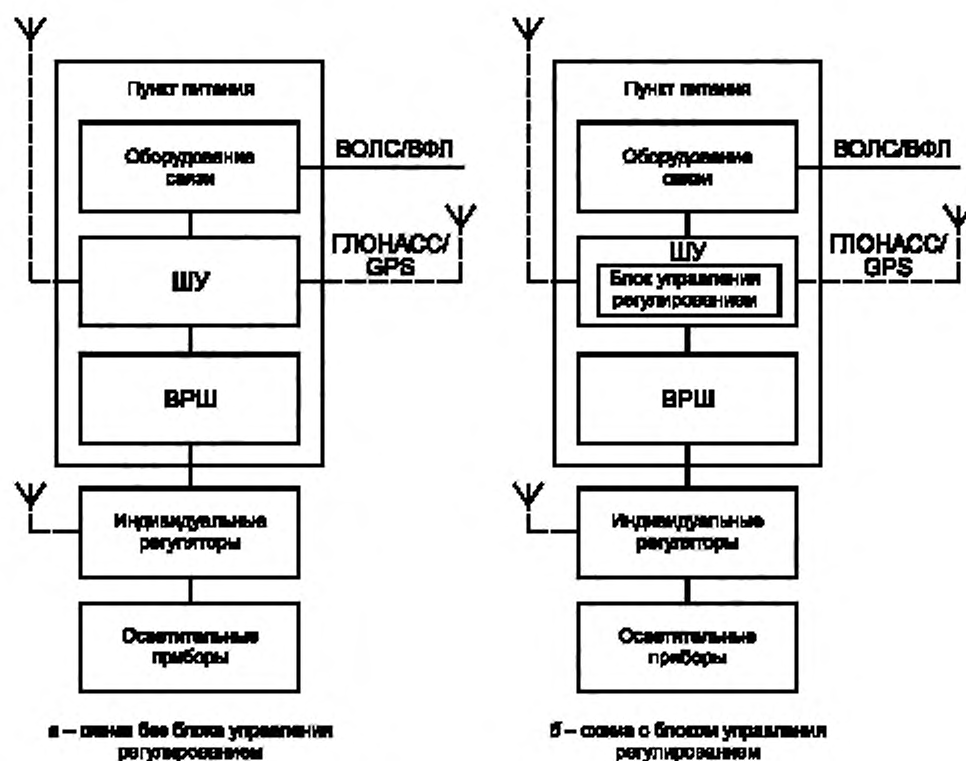 Пункт питания
Оборудование
связи
ВОЛС/ВФЛ
ШУ
ГЛОНАСС/
GPS
ВРШ
Индивидуальные
регуляторы
Осветительные
приборы
а – схема без блока управления
регулированием
Пункт питания
Оборудование
связи
ВОЛС/ВФЛ
ШУ
Блок управления
регулированием
ГЛОНАСС/
GPS
ВРШ
Индивидуальные
регуляторы
Осветительные
приборы
б – схема с блоком управления
регулированием